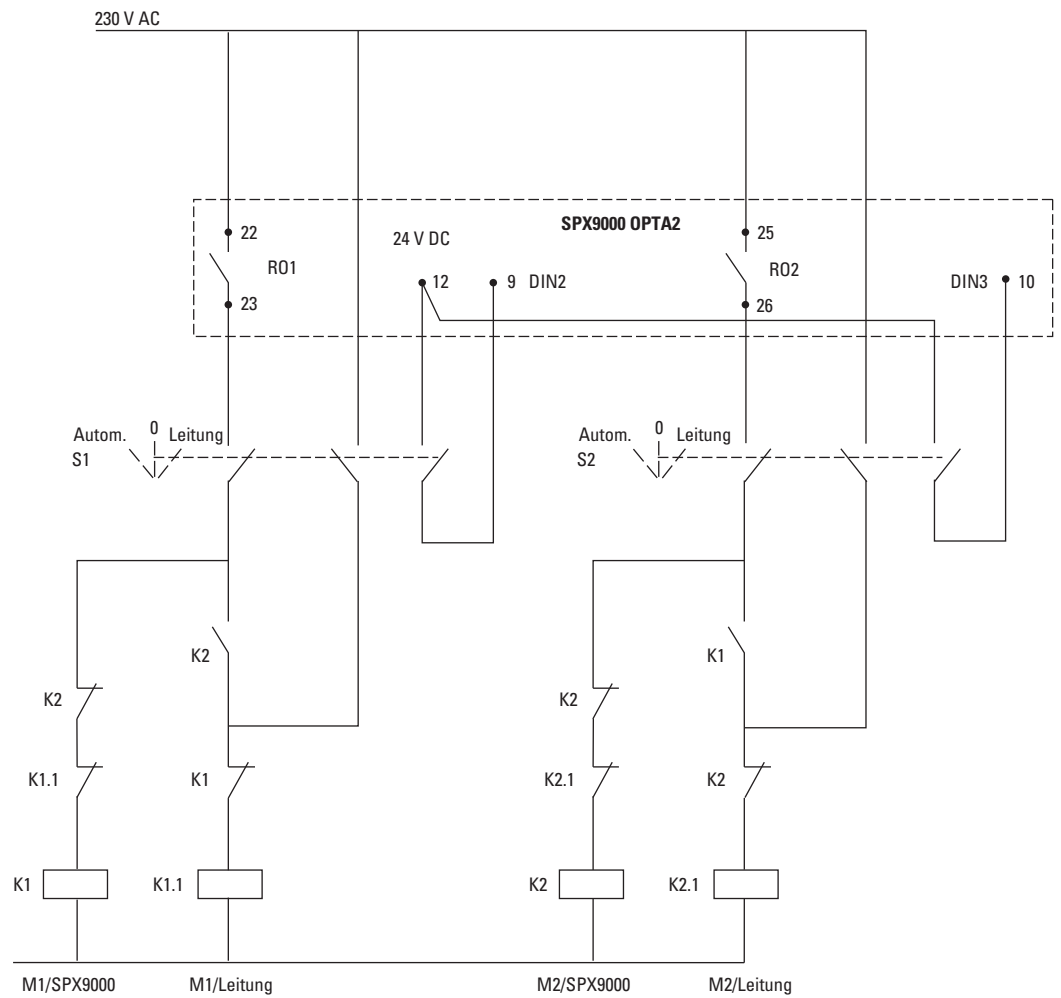 230 V AC
SPX9000 OPTA2
22
RO1
23
24 V DC
12
9 DIN2
25
RO2
26
DIN3 10
Autom. 0 Leitung
S1
Autom. 0 Leitung
S2
K2
K1
K2
K2
K1.1
K1
K2.1
K2
K1
K1.1
K2
K2.1
M1/SPX9000
M1/Leitung
M2/SPX9000
M2/Leitung